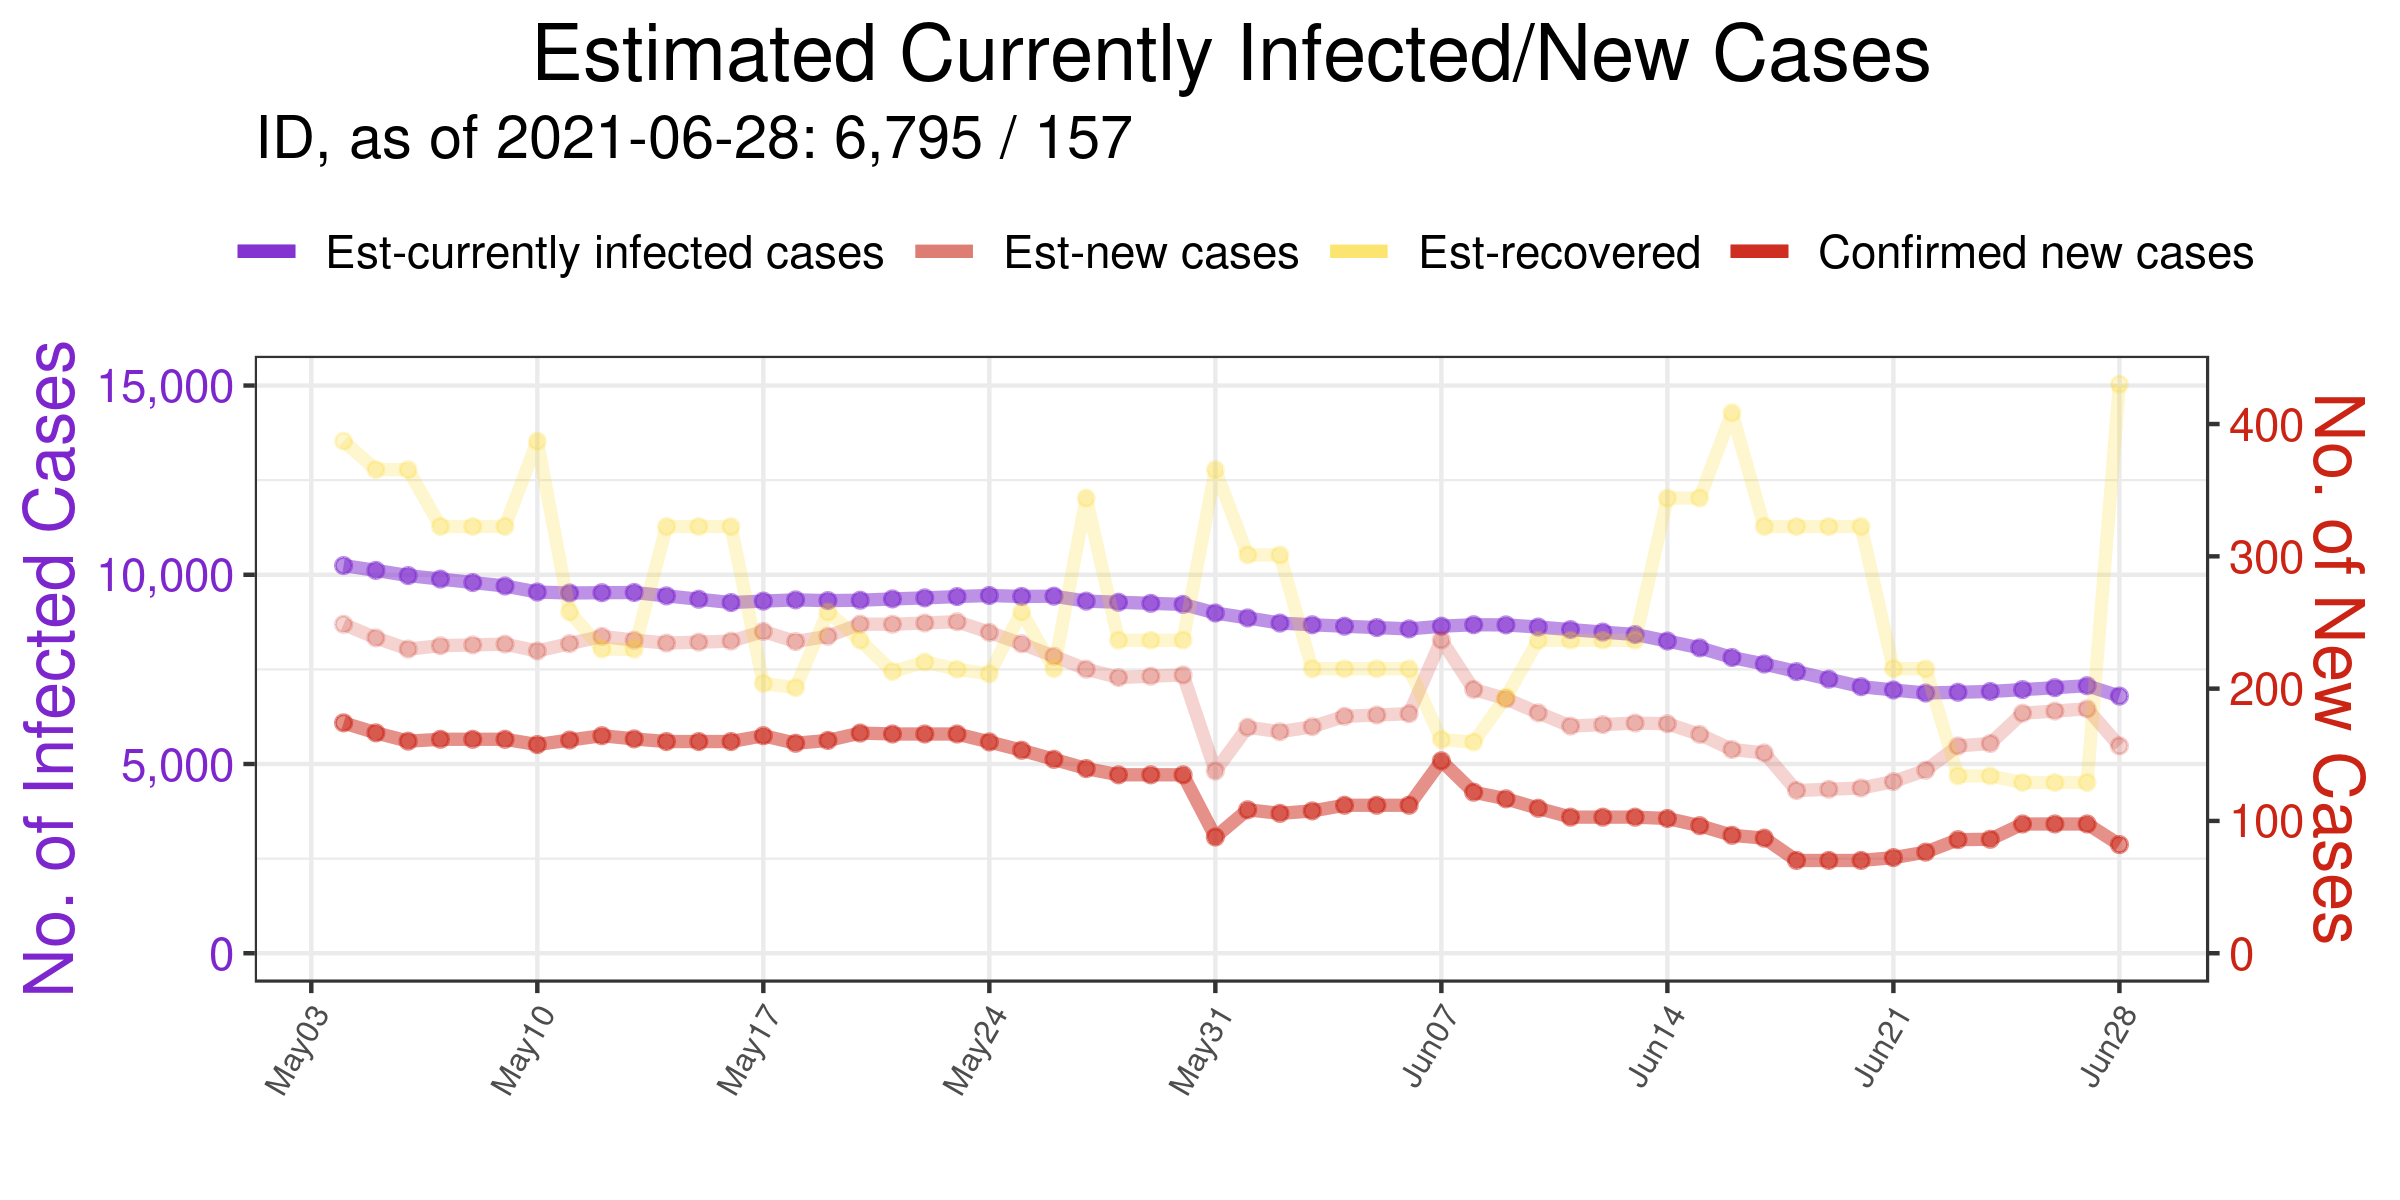 Estimated Currently Infected/New Cases
ID, as of 2021-06-28: 6,795 / 157
Est-currently infected cases Est-new cases Est-recovered Confirmed new cases
No. of Infected Cases
15,000
10,000
5,000
0
400
300
200
100
0
No. of New Cases
May03 May10 May17 May24 May31 Jun07 Jun14 Jun21 Jun28